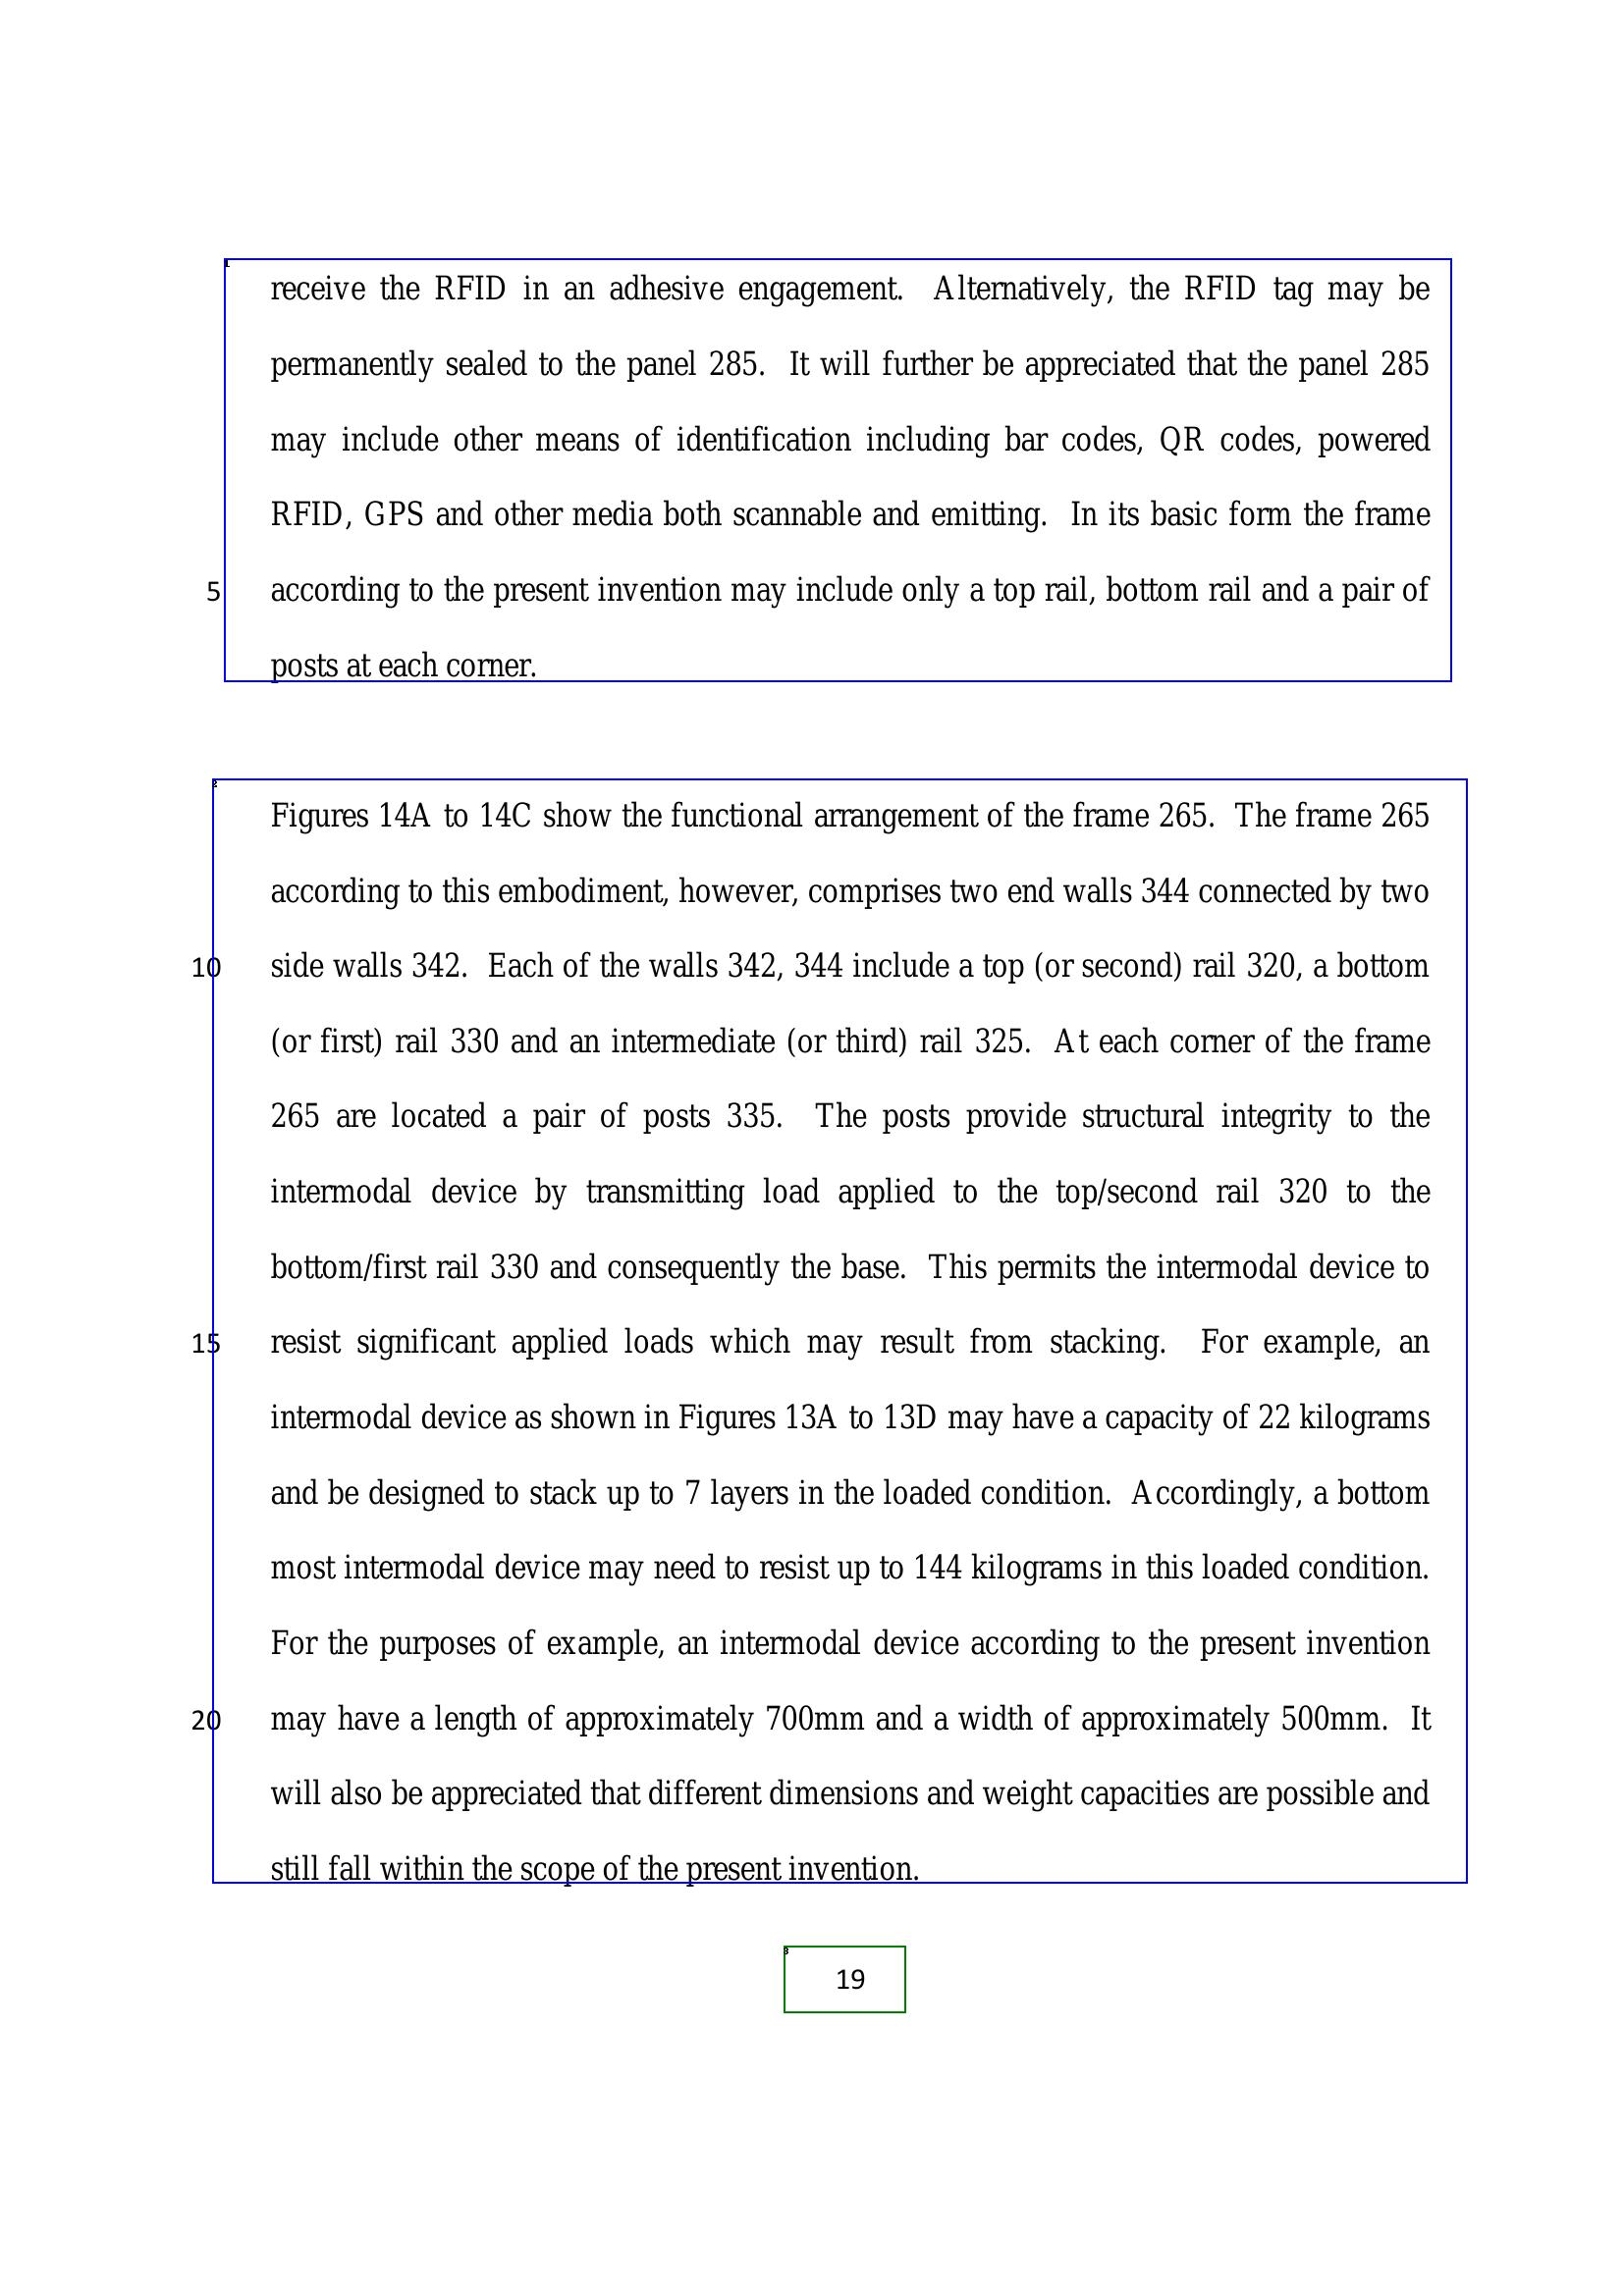 1
receive the RFID in an adhesive engagement. Alternatively, the RFID tag may be
permanently sealed to the panel 285. It will further be appreciated that the panel 285
may include other means of identification including bar codes, QR codes, powered
RFID, GPS and other media both scannable and emitting. In its basic form the frame
5 according to the present invention may include only a top rail, bottom rail and a pair of
posts at each corner.
2
Figures 14A to 14C show the functional arrangement of the frame 265. The frame 265
according to this embodiment, however, comprises two end walls 344 connected by two
10 side walls 342. Each of the walls 342, 344 include a top (or second) rail 320, a bottom
(or first) rail 330 and an intermediate (or third) rail 325. At each corner of the frame
265 are located a pair of posts 335. The posts provide structural integrity to the
intermodal device by transmitting load applied to the top/second rail 320 to the
bottom/first rail 330 and consequently the base. This permits the intermodal device to
15 resist significant applied loads which may result from stacking. For example, an
intermodal device as shown in Figures 13A to 13D may have a capacity of 22 kilograms
and be designed to stack up to 7 layers in the loaded condition. Accordingly, a bottom
most intermodal device may need to resist up to 144 kilograms in this loaded condition.
For the purposes of example, an intermodal device according to the present invention
20 may have a length of approximately 700mm and a width of approximately 500mm. It
will also be appreciated that different dimensions and weight capacities are possible and
still fall within the scope of the present invention.
3
19